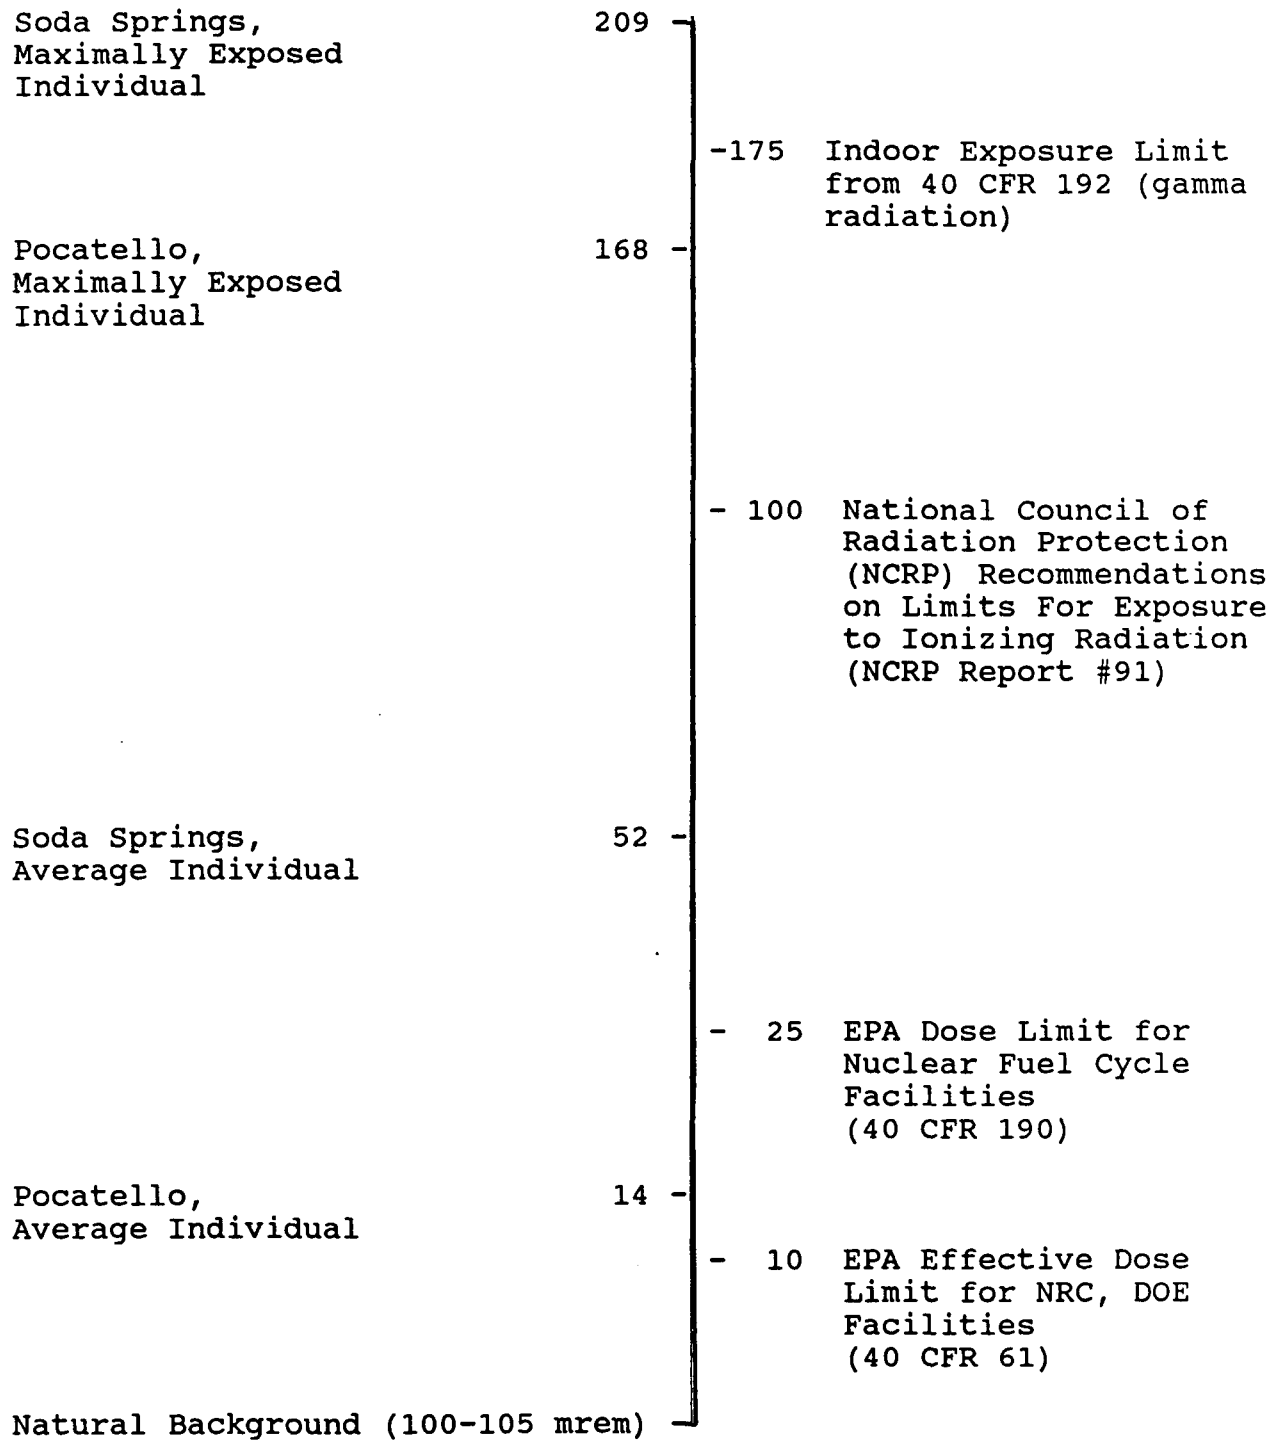 Soda Springs, 209 -
Maximally Exposed
Individual
-175 Indoor Exposure Limit
from 40 CFR 192 (gamma
radiation)
Pocatello, 168 -
Maximally Exposed
Individual
- 100 National Council of
Radiation Protection
(NCRP) Recommendations
on Limits For Exposure
to Ionizing Radiation
(NCRP Report #91)
Soda Springs, 52 -
Average Individual
- 25 EPA Dose Limit for
Nuclear Fuel Cycle
Facilities
(40 CFR 190)
Pocatello, 14 -
Average Individual
- 10 EPA Effective Dose
Limit for NRC, DOE
Facilities
(40 CFR 61)
Natural Background (100-105 mrem) -